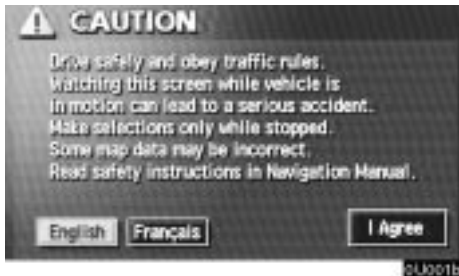 CAUTION
Drive safely and obey traffic rules.
Watching this screen while vehicle is
in motion can lead to a serious accident.
Make selections only while stopped.
Some map data may be incorrect.
Read safety instructions in Navigation Manual.
English Français I Agree
0U001b